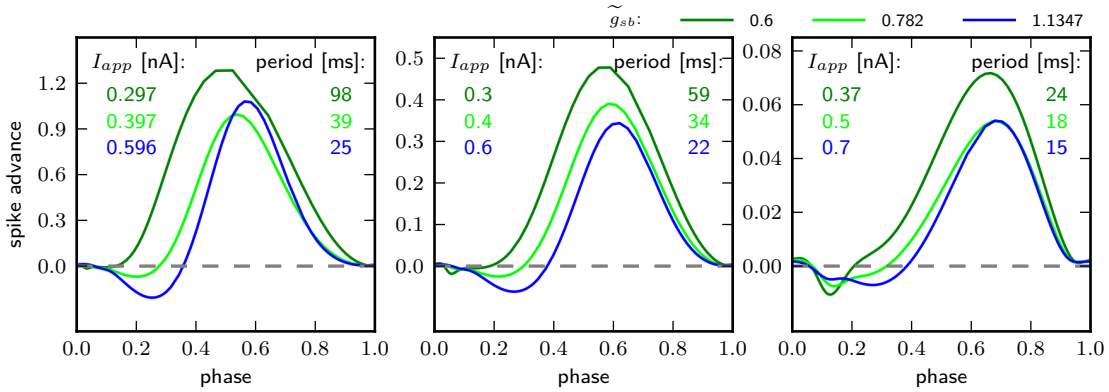 g̃sb: 0.6 0.782 1.1347
Iapp [nA]: period [ms]:
0.297 98
0.397 39
0.596 25
1.2
0.9
0.6
0.3
0.0
spike advance
0.0 0.2 0.4 0.6 0.8 1.0
phase
Iapp [nA]: period [ms]:
0.3 59
0.4 34
0.6 22
0.5
0.4
0.3
0.2
0.1
0.0
0.0 0.2 0.4 0.6 0.8 1.0
phase
Iapp [nA]: period [ms]:
0.37 24
0.5 18
0.7 15
0.08
0.06
0.04
0.02
0.00
0.0 0.2 0.4 0.6 0.8 1.0
phase